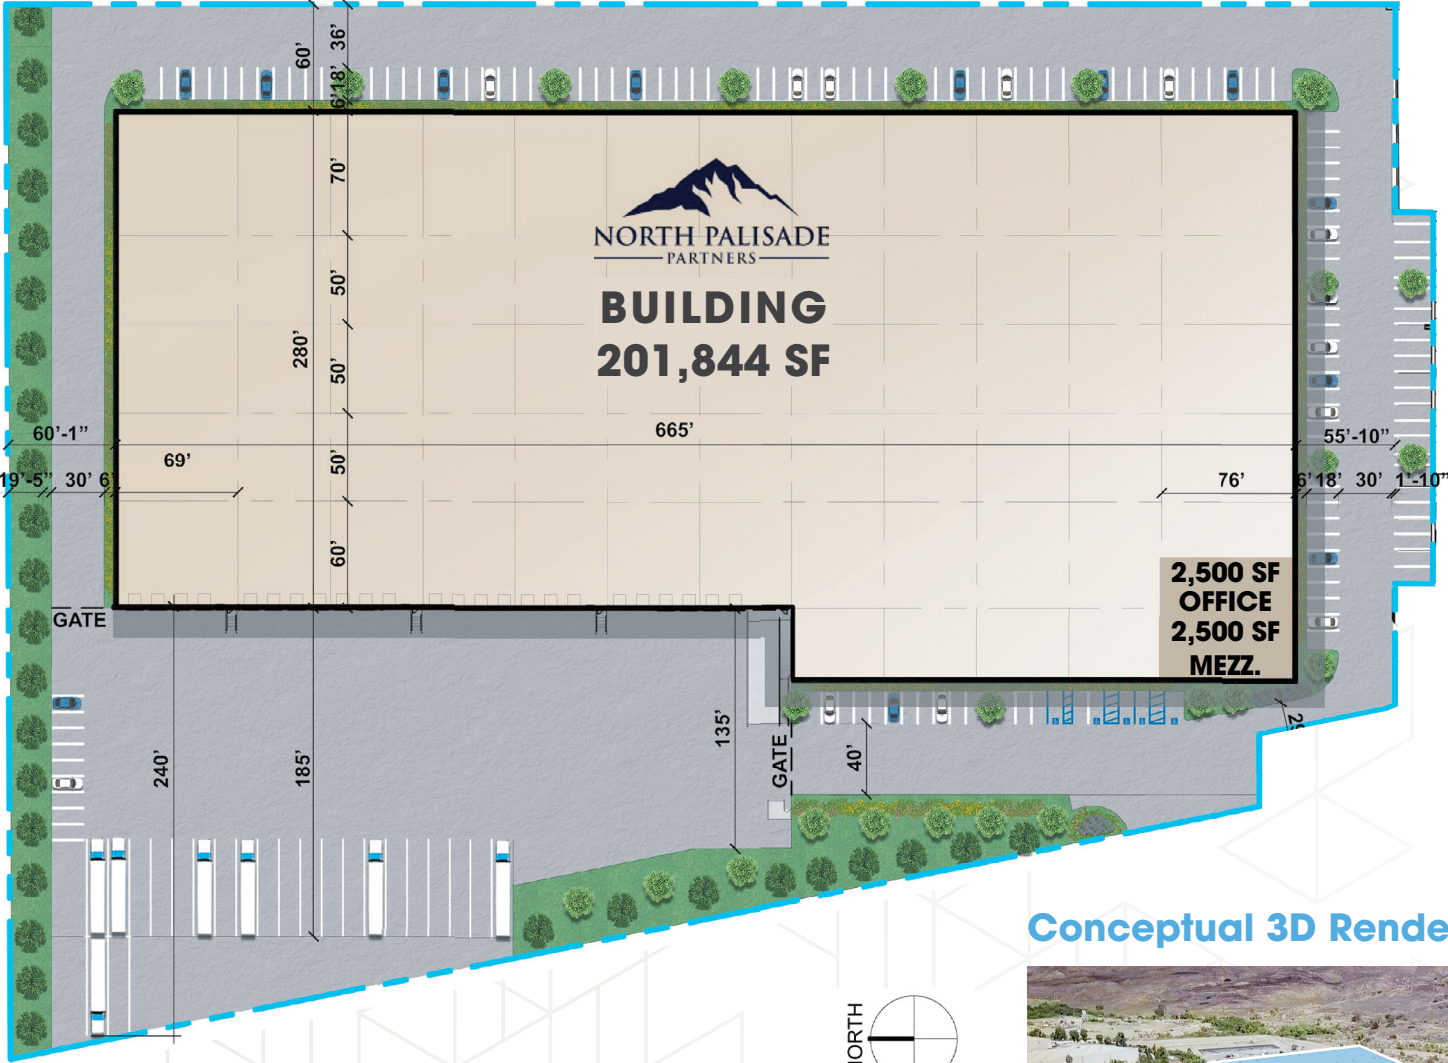 60'
36'
18'
6'
70'
NORTH PALISADE
PARTNERS
BUILDING
201,844 SF
50'
280'
50'
665'
60'-1"
55'-10"
69'
50'
19'-5"
30'
6'
76'
6'
18'
30'
1'-10"
60'
2,500 SF
OFFICE
2,500 SF
MEZZ.
GATE
135'
GATE
40'
240'
185'
Conceptual 3D Rende
NORTH